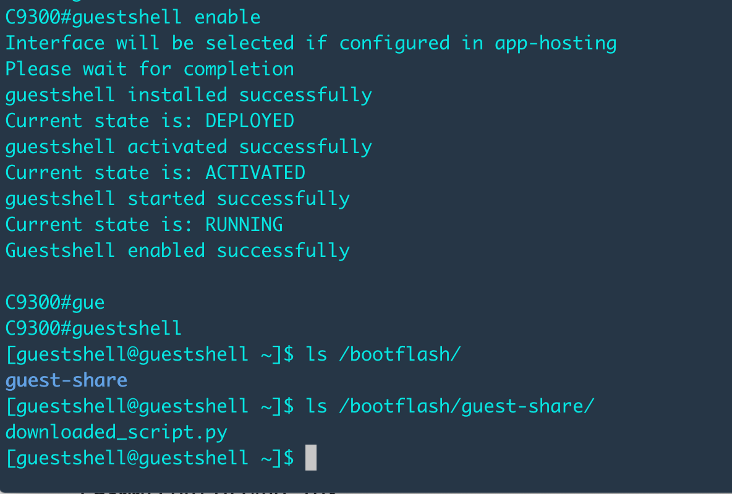 C9300#guestshell enable
Interface will be selected if configured in app-hosting
Please wait for completion
guestshell installed successfully
Current state is: DEPLOYED
guestshell activated successfully
Current state is: ACTIVATED
guestshell started successfully
Current state is: RUNNING
Guestshell enabled successfully
C9300#gue
C9300#guestshell
[guestshell@guestshell ~]$ ls /bootflash/
guest-share
[guestshell@guestshell ~]$ ls /bootflash/guest-share/
downloaded_script.py
[guestshell@guestshell ~]$